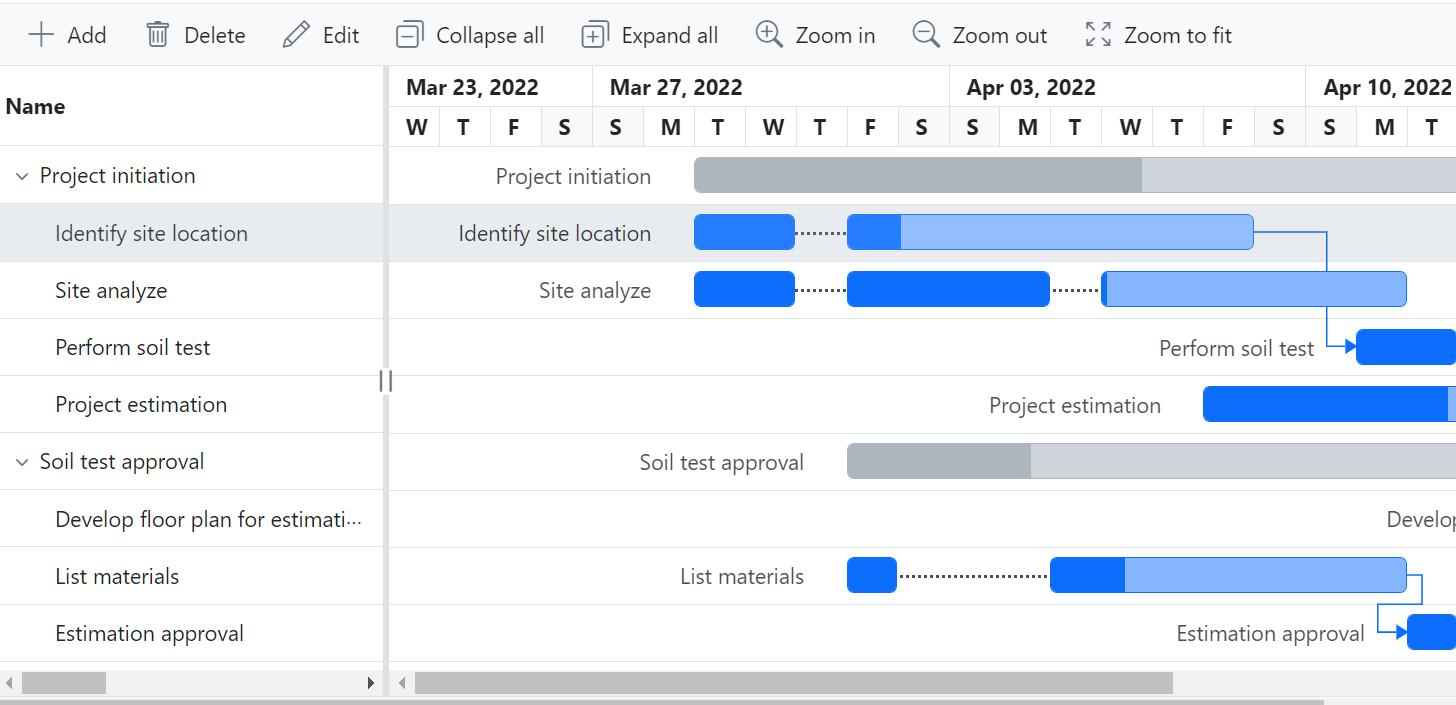 Add Delete Edit Collapse all Expand all Zoom in Zoom out Zoom to fit
Name
Mar 23, 2022 Mar 27, 2022 Apr 03, 2022 Apr 10, 2022
W T F S S M T W T F S S M T W T F S S M T
Project initiation Project initiation
Identify site location Identify site location
Site analyze Site analyze
Perform soil test Perform soil test
Project estimation Project estimation
Soil test approval Soil test approval
Develop floor plan for estimati... Develop
List materials List materials
Estimation approval Estimation approval